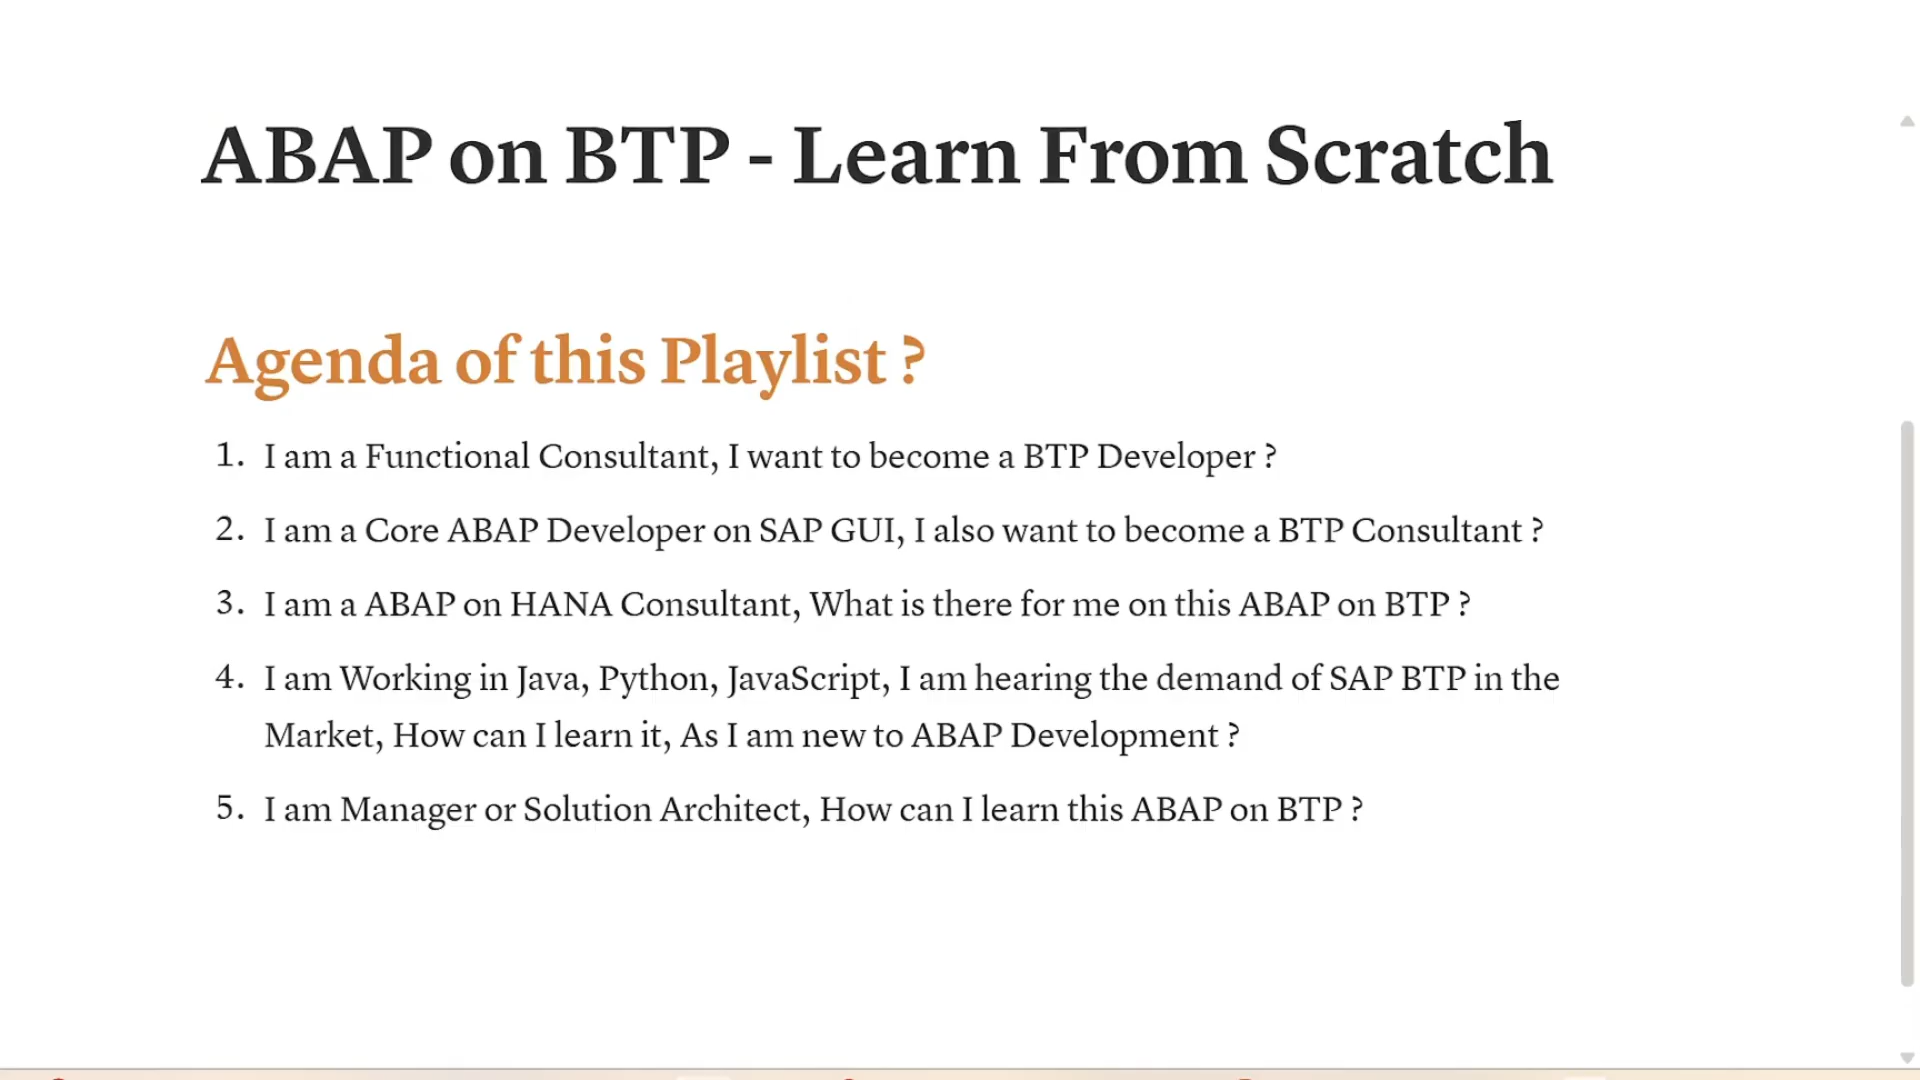 ABAP on BTP - Learn From Scratch
Agenda of this Playlist ?
1. I am a Functional Consultant, I want to become a BTP Developer ?
2. I am a Core ABAP Developer on SAP GUI, I also want to become a BTP Consultant ?
3. I am a ABAP on HANA Consultant, What is there for me on this ABAP on BTP ?
4. I am Working in Java, Python, JavaScript, I am hearing the demand of SAP BTP in the
Market, How can I learn it, As I am new to ABAP Development ?
5. I am Manager or Solution Architect, How can I learn this ABAP on BTP ?